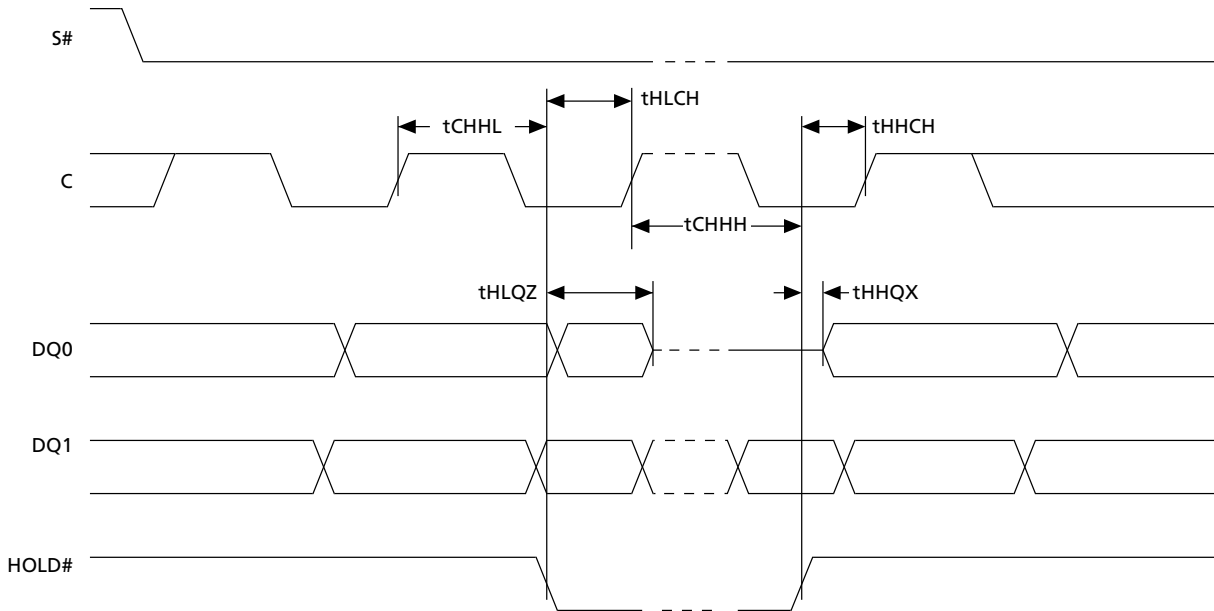 S#
tHLCH
tCHHL
tHHCH
C
tCHHH
tHLQZ
tHHQX
DQ0
DQ1
HOLD#